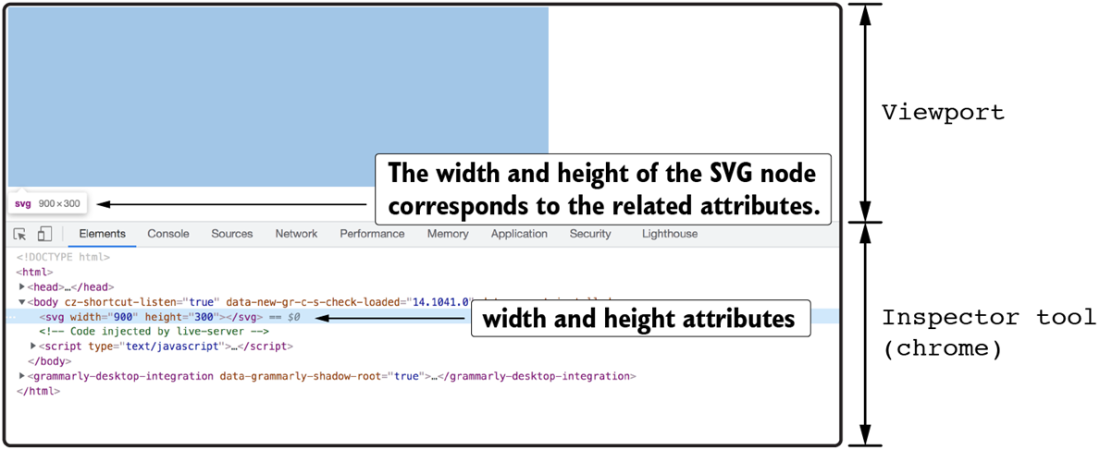 Viewport
The width and height of the SVG node
corresponds to the related attributes.
svg 900×300
Elements Console Sources Network Performance Memory Application Security Lighthouse
<!DOCTYPE html>
<html>
▶<head>…</head>
▼<body cz-shortcut-listen="true" data-new-gr-c-s-check-loaded="14.1041.0"
<svg width="900" height="300"></svg> == $0
width and height attributes
<!-- Code injected by live-server -->
▶<script type="text/javascript">…</script>
</body>
▶<grammarly-desktop-integration data-grammarly-shadow-root="true">…</grammarly-desktop-integration>
</html>
Inspector tool
(chrome)